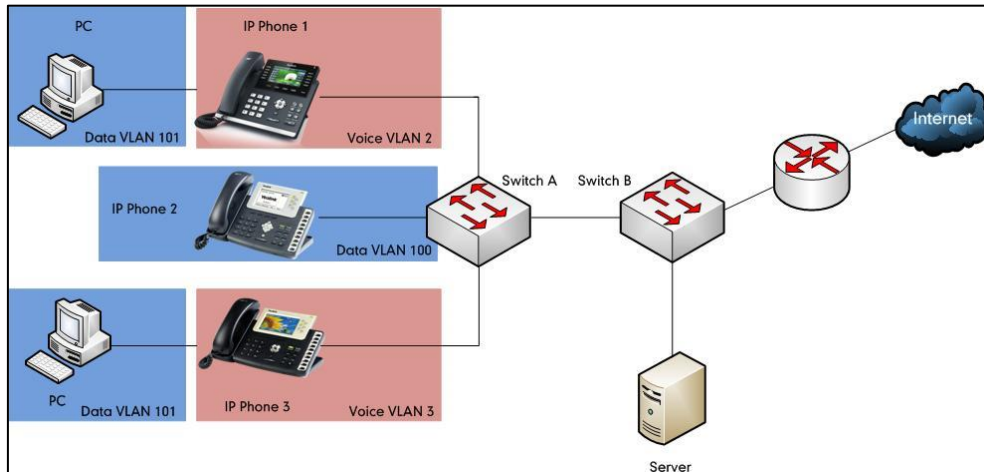 PC
IP Phone 1
Data VLAN 101
Voice VLAN 2
IP Phone 2
Data VLAN 100
Switch A
Switch B
Internet
PC
Data VLAN 101
IP Phone 3
Voice VLAN 3
Server